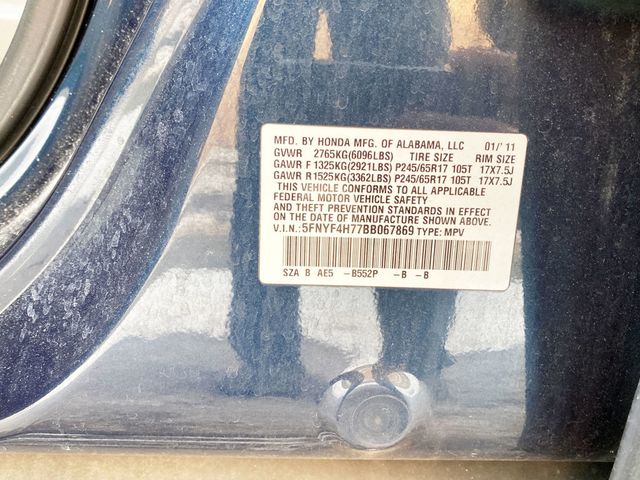 MFD. BY HONDA MFG. OF ALABAMA, LLC 01/'11
GVWR 2765KG(6096LBS) TIRE SIZE RIM SIZE
GAWR F 1325KG(2921LBS) P245/65R17 105T 17X7.5J
GAWR R 1525KG(3362LBS) P245/65R17 105T 17X7.5J
THIS VEHICLE CONFORMS TO ALL APPLICABLE
FEDERAL MOTOR VEHICLE SAFETY
AND THEFT PREVENTION STANDARDS IN EFFECT
ON THE DATE OF MANUFACTURE SHOWN ABOVE.
V.I.N.: 5FNYF4H77BB067869 TYPE: MPV
SZA B AE5 -B552P -B -B